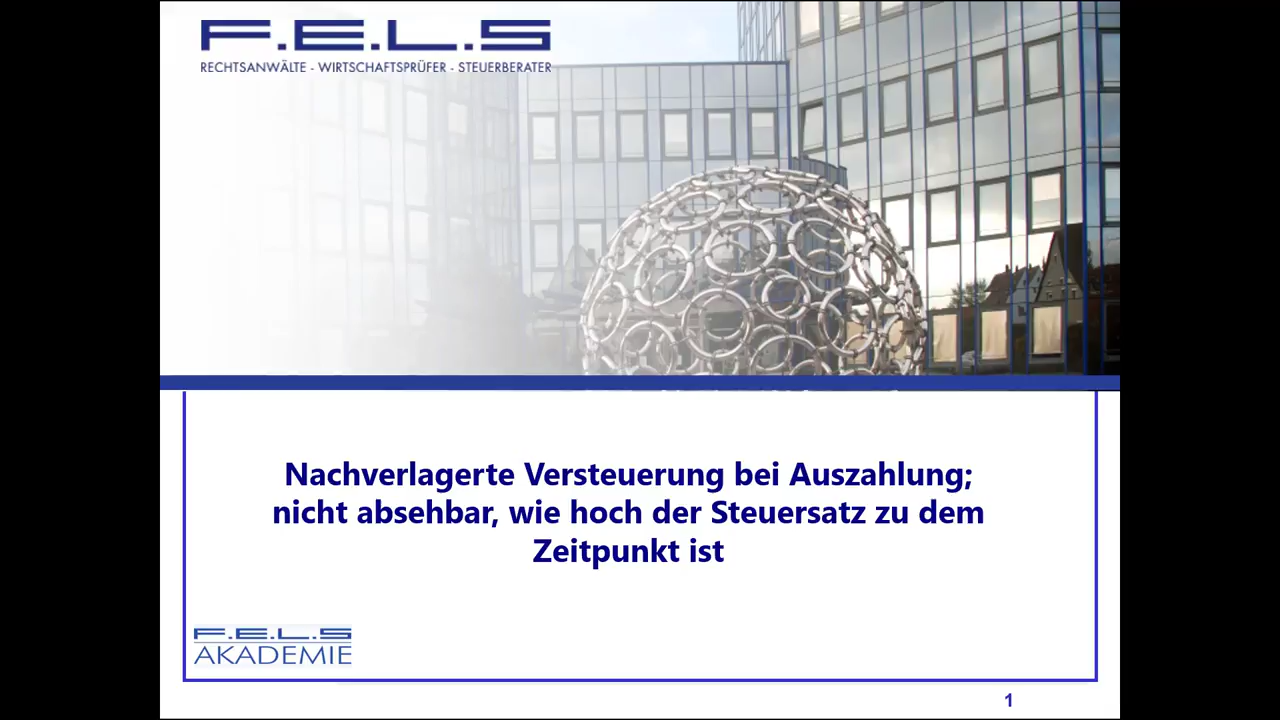 F.E.L.S
RECHTSANWÄLTE - WIRTSCHAFTSPRÜFER - STEUERBERATER
Nachverlagerte Versteuerung bei Auszahlung;
nicht absehbar, wie hoch der Steuersatz zu dem
Zeitpunkt ist
F.E.L.S
AKADEMIE
1